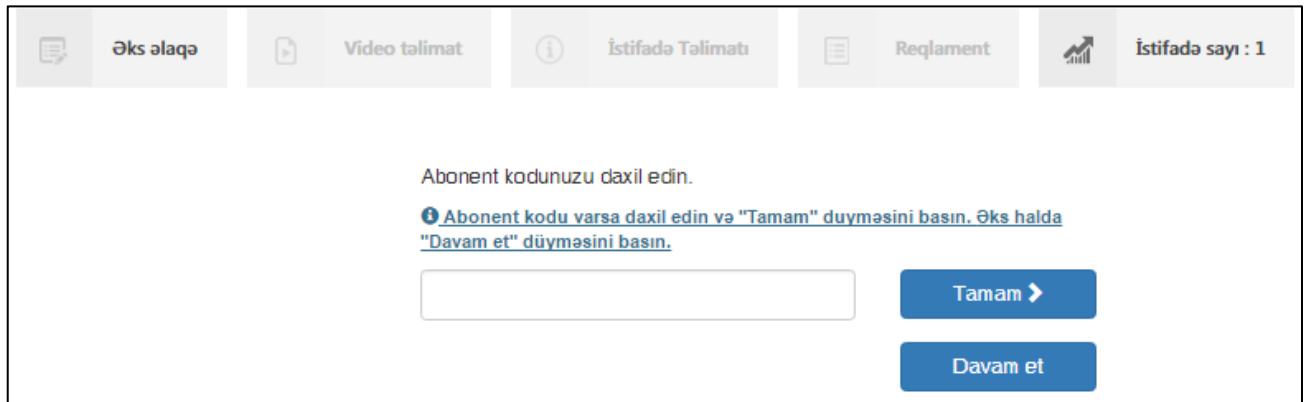 Əks əlaqə
Video təlimat
İstifadə Təlimatı
Reqlament
İstifadə sayı : 1
Abonent kodunuzu daxil edin.
Abonent kodu varsa daxil edin və "Tamam" duyməsini basın. Əks halda
"Davam et" düyməsini basın.
Tamam
Davam et